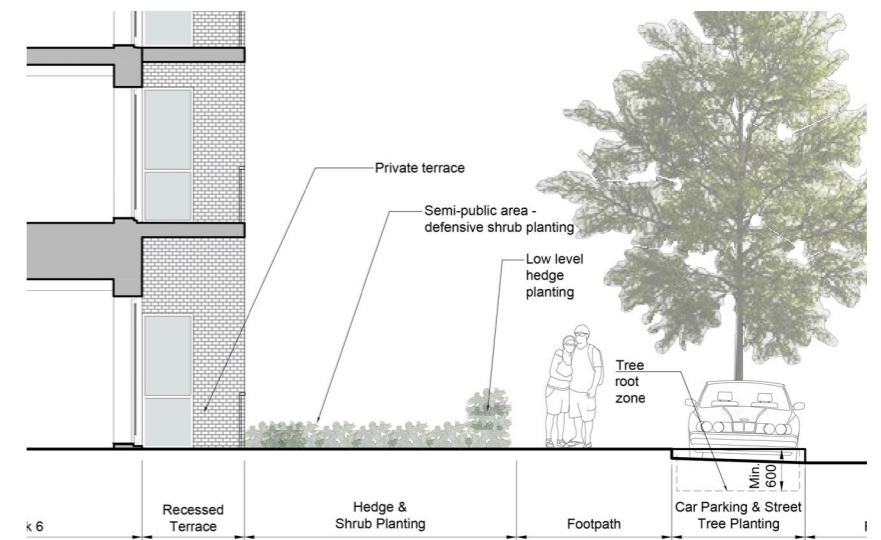 Private terrace
Semi-public area -
defensive shrub planting
Low level
hedge
planting
Tree
root
zone
Min.
600
k 6
Recessed
Terrace
Hedge &
Shrub Planting
Footpath
Car Parking & Street
Tree Planting